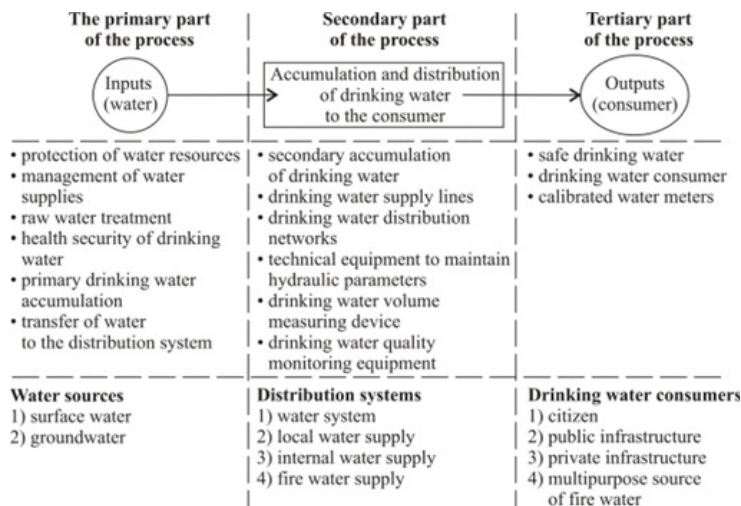 The primary part
of the process
Secondary part
of the process
Tertiary part
of the process
Inputs
(water)
Accumulation and distribution
of drinking water
to the consumer
Outputs
(consumer)
• protection of water resources
• management of water
supplies
• raw water treatment
• health security of drinking
water
• primary drinking water
accumulation
• transfer of water
to the distribution system
• secondary accumulation
of drinking water
• drinking water supply lines
• drinking water distribution
networks
• technical equipment to maintain
hydraulic parameters
• drinking water volume
measuring device
• drinking water quality
monitoring equipment
• safe drinking water
• drinking water consumer
• calibrated water meters
Water sources
1) surface water
2) groundwater
Distribution systems
1) water system
2) local water supply
3) internal water supply
4) fire water supply
Drinking water consumers
1) citizen
2) public infrastructure
3) private infrastructure
4) multipurpose source
of fire water